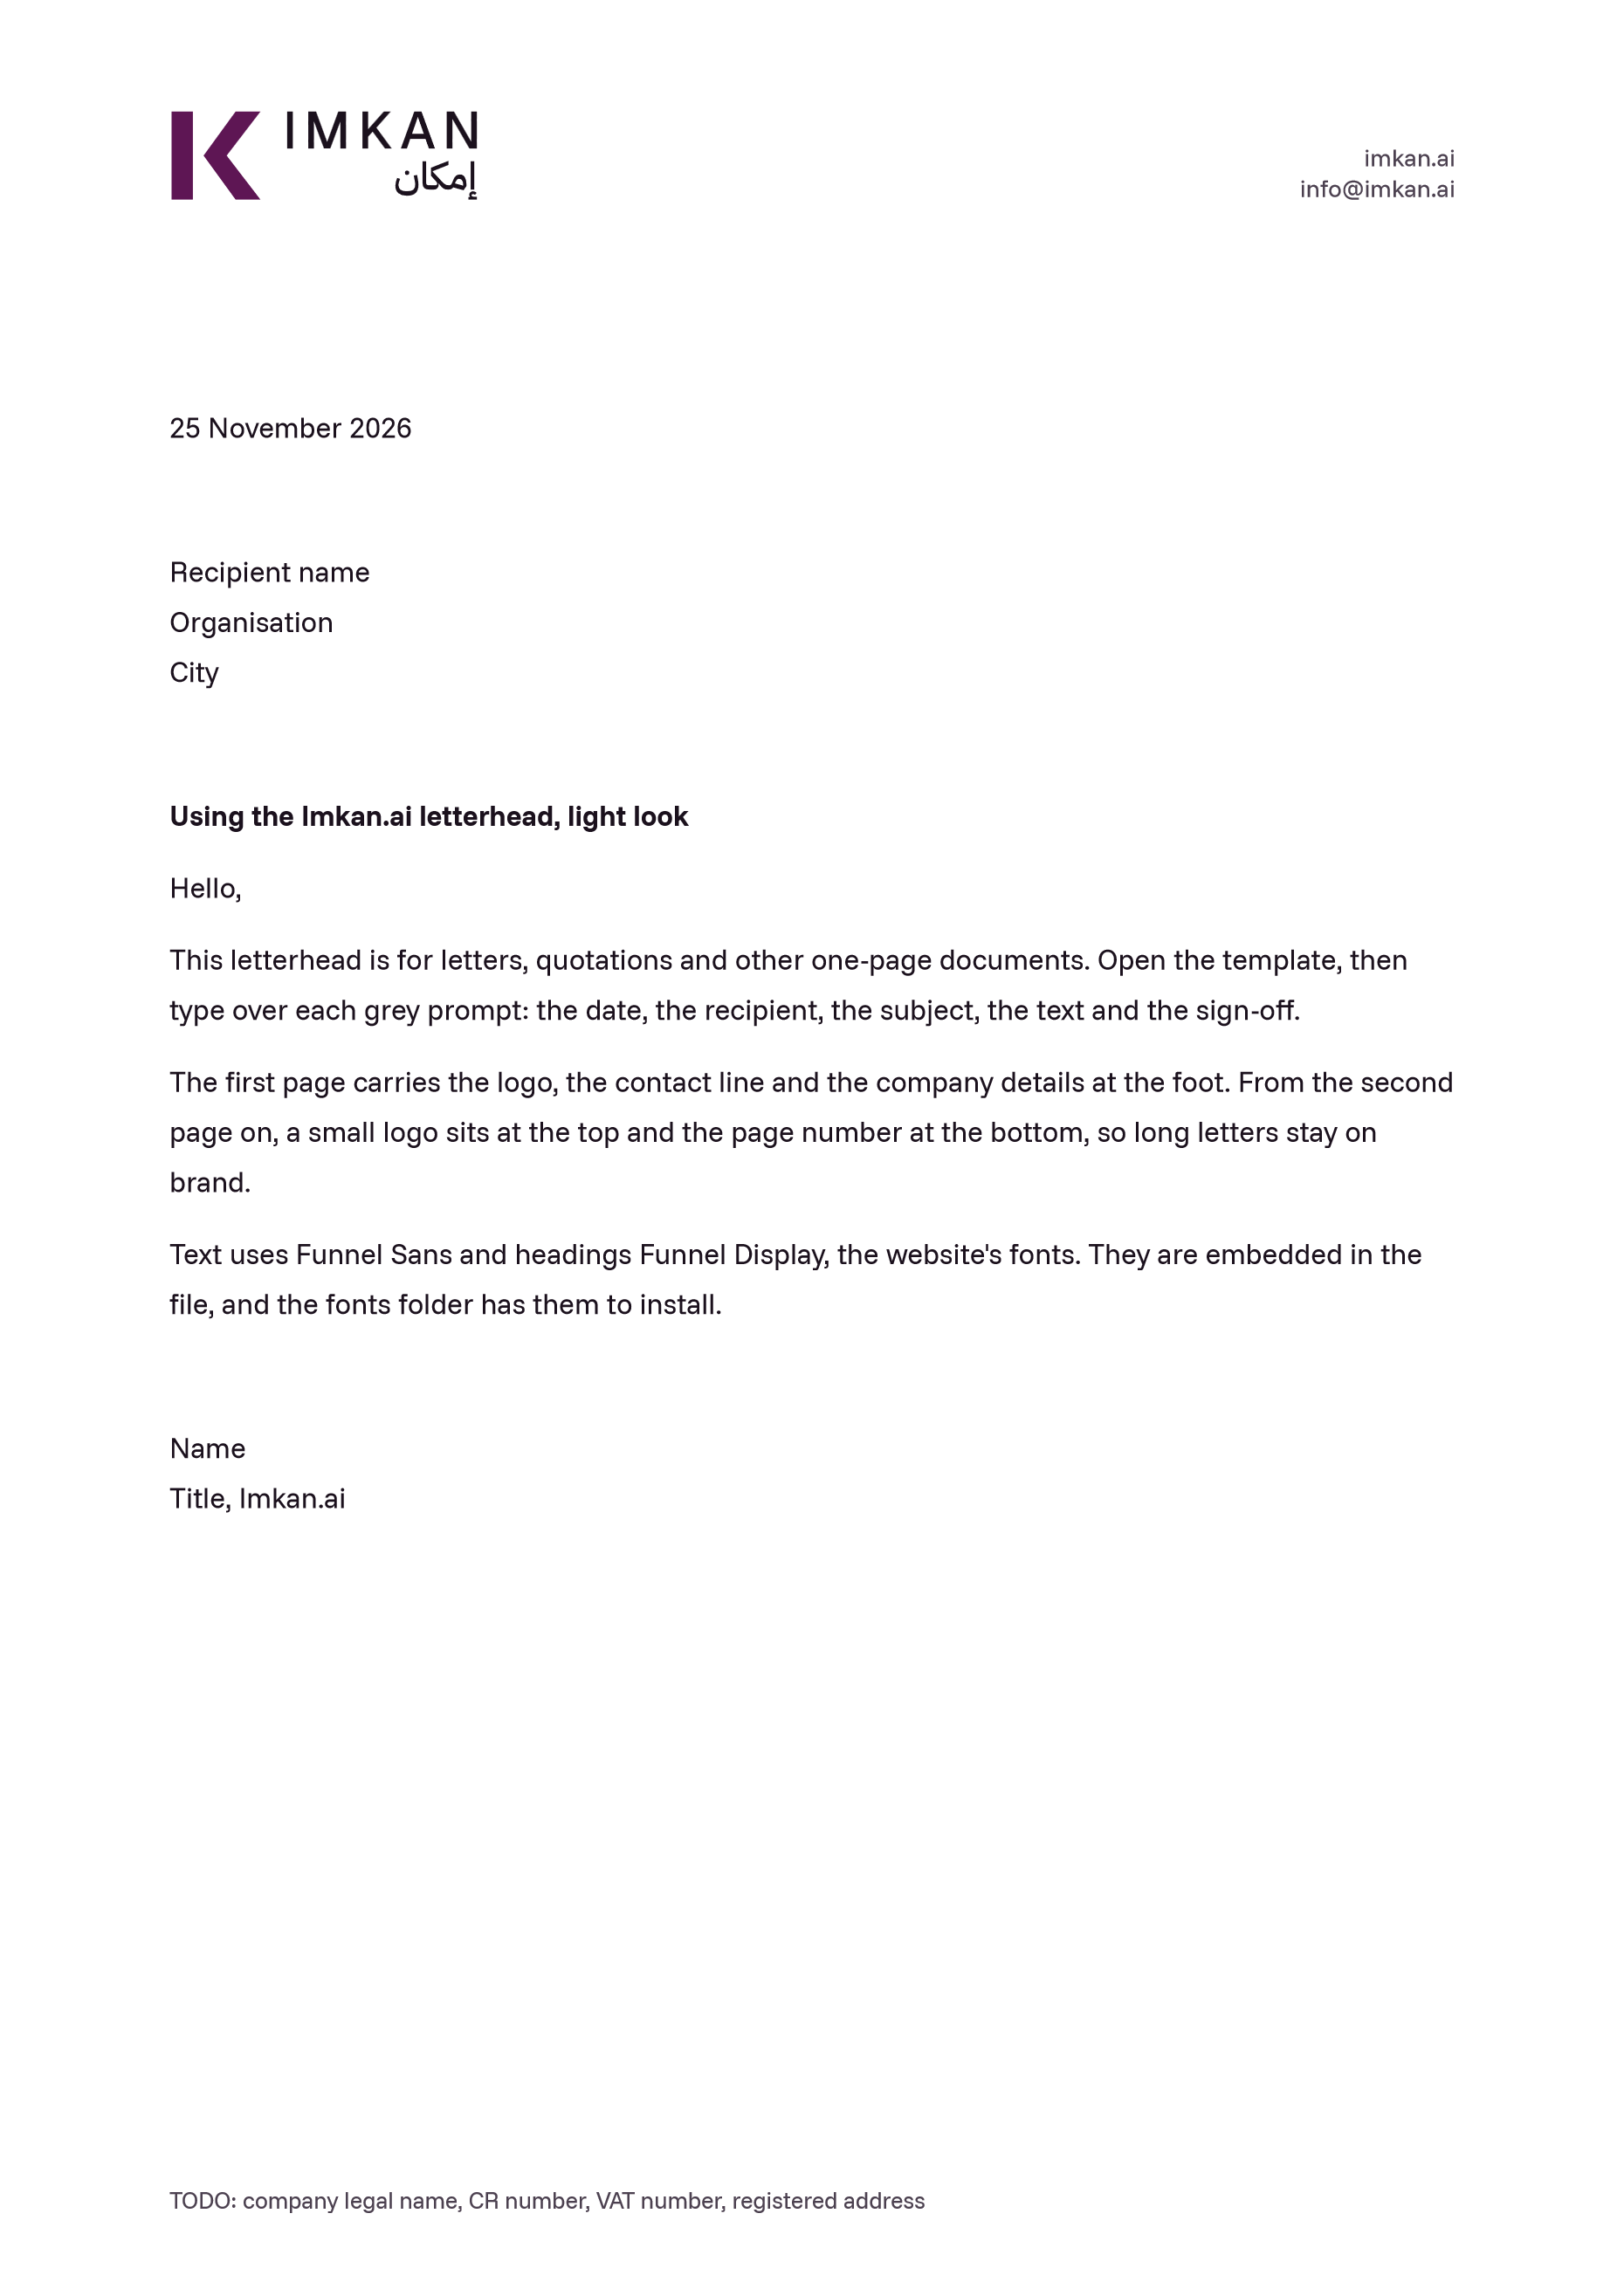 IMKAN
إمكان
imkan.ai
info@imkan.ai
25 November 2026
Recipient name
Organisation
City
Using the Imkan.ai letterhead, light look
Hello,
This letterhead is for letters, quotations and other one-page documents. Open the template, then
type over each grey prompt: the date, the recipient, the subject, the text and the sign-off.
The first page carries the logo, the contact line and the company details at the foot. From the second
page on, a small logo sits at the top and the page number at the bottom, so long letters stay on
brand.
Text uses Funnel Sans and headings Funnel Display, the website's fonts. They are embedded in the
file, and the fonts folder has them to install.
Name
Title, Imkan.ai
TODO: company legal name, CR number, VAT number, registered address